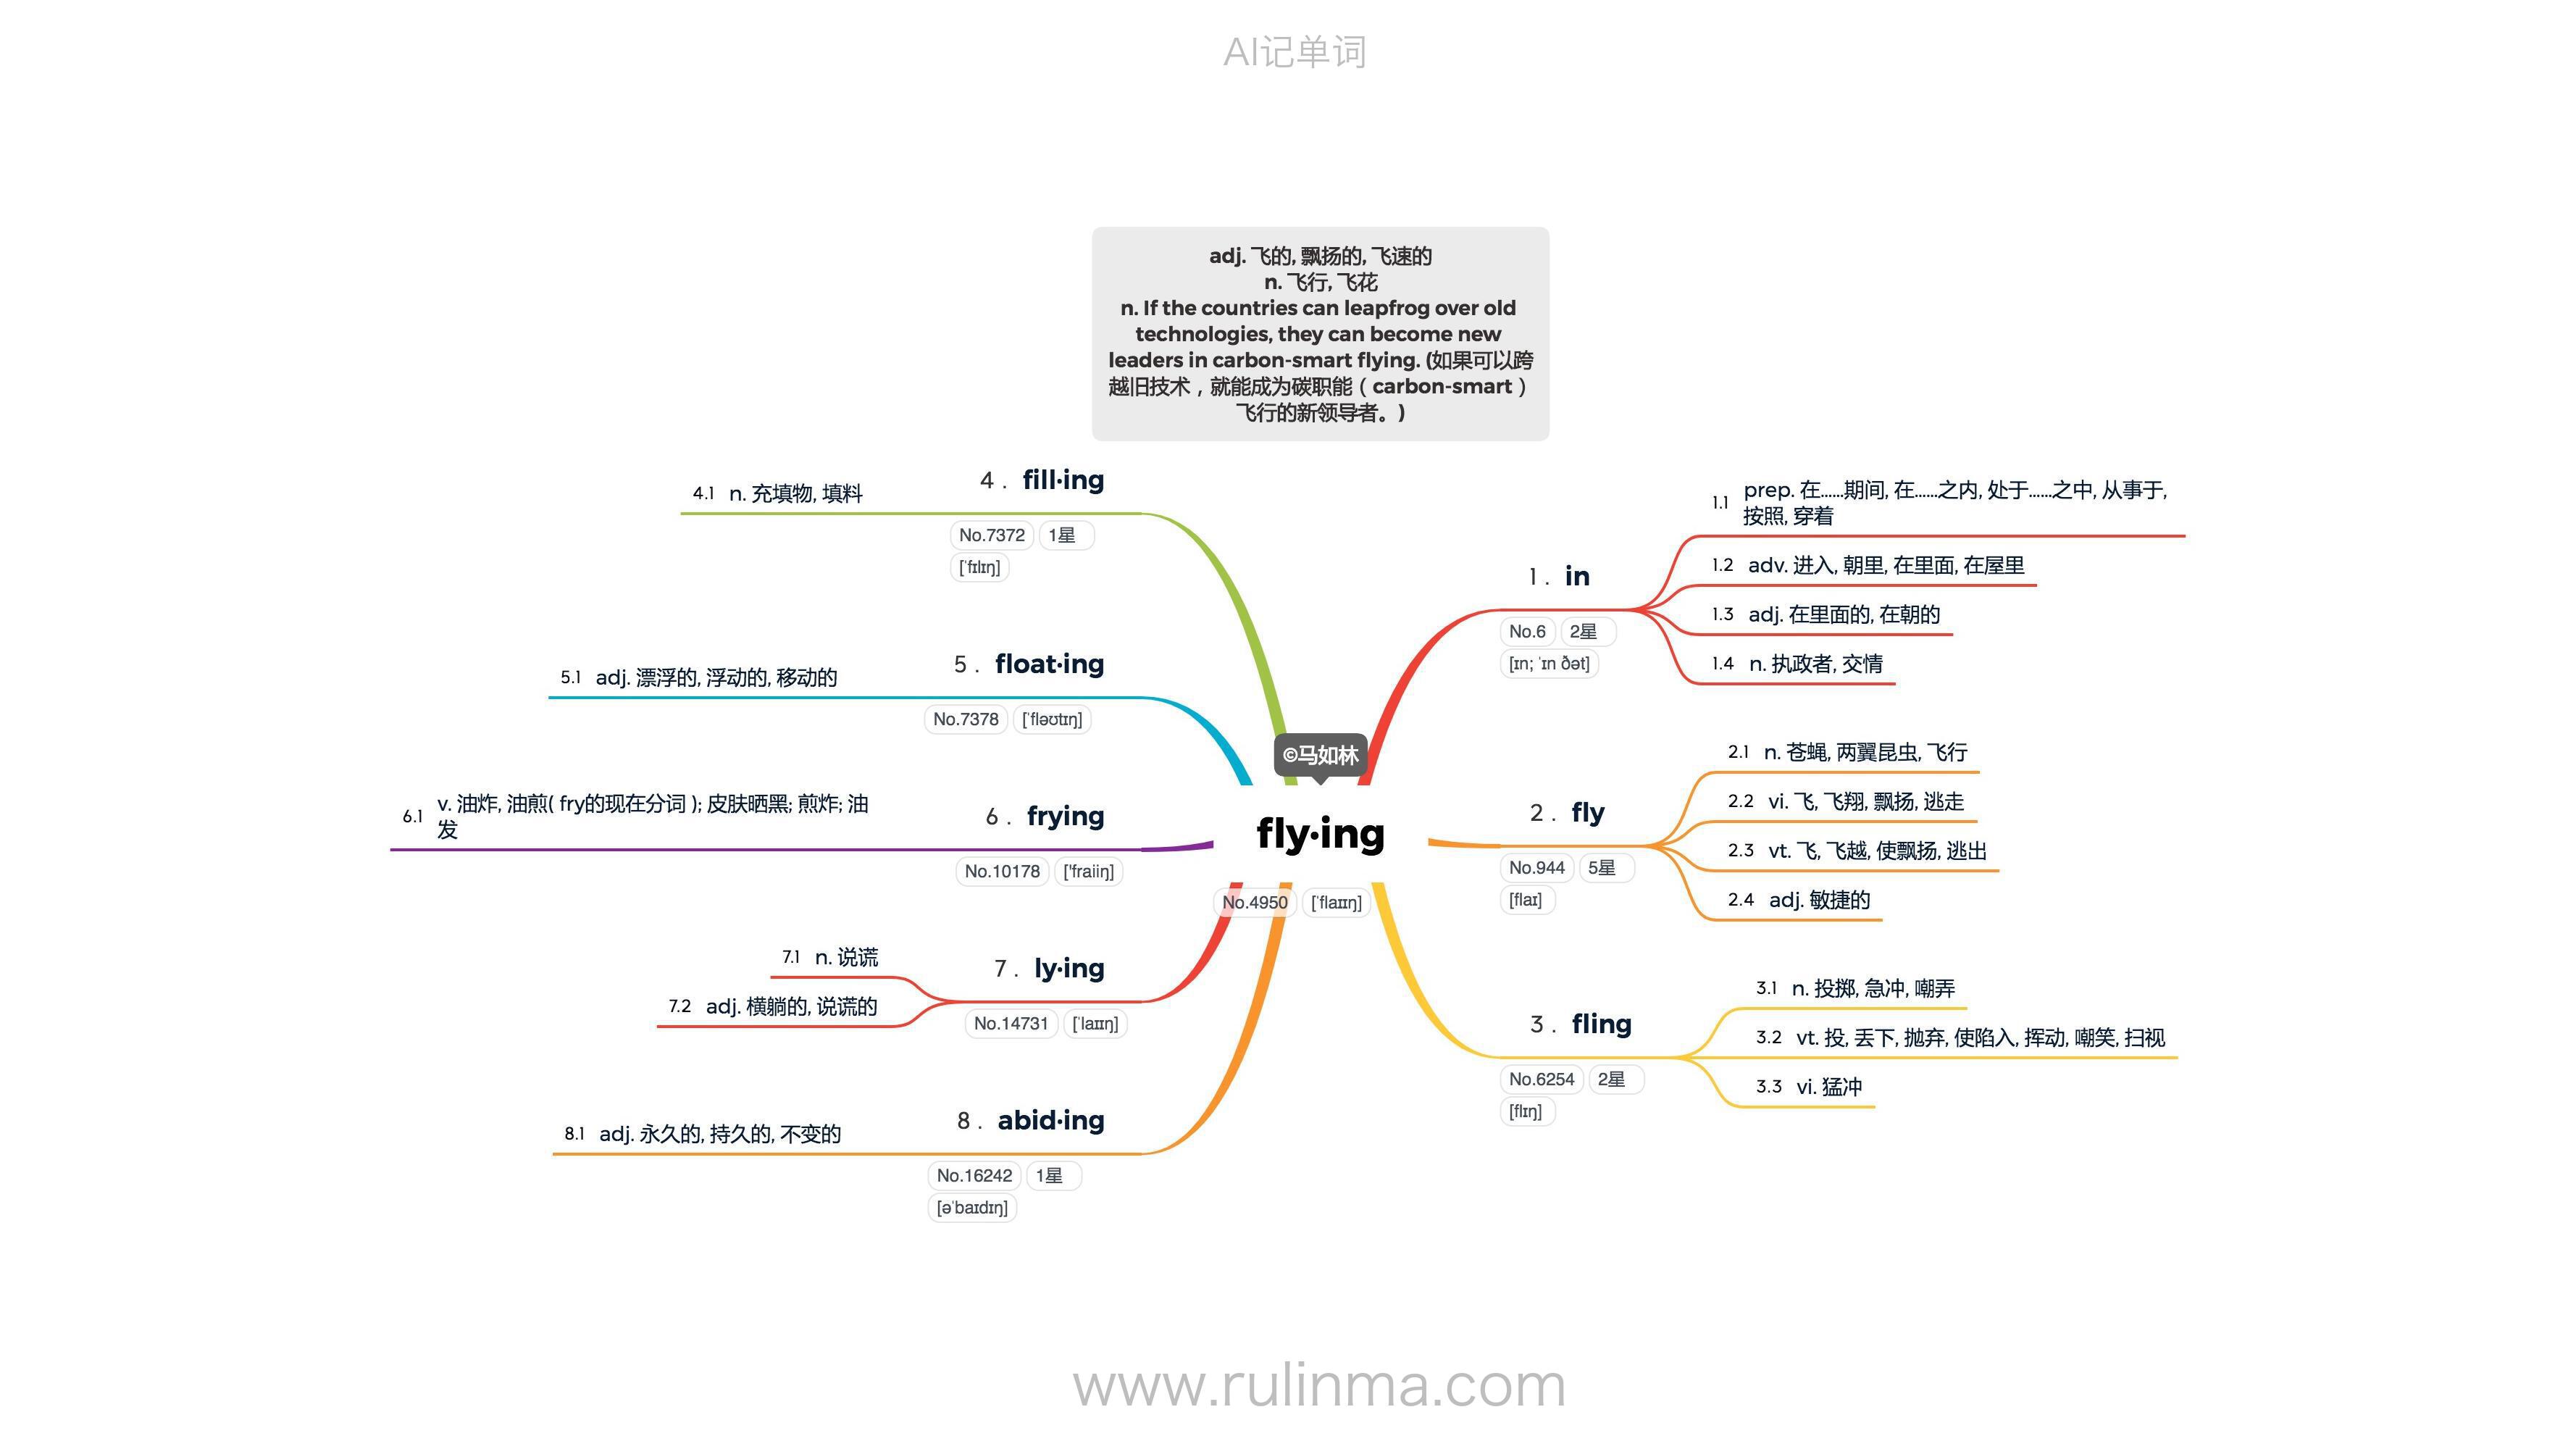 AI记单词
adj. 飞的, 飘扬的, 飞速的
n. 飞行, 飞花
n. If the countries can leapfrog over old
technologies, they can become new
leaders in carbon-smart flying. (如果可以跨
越旧技术，就能成为碳职能（carbon-smart）
飞行的新领导者。)
©马如林
fly·ing
No.4950 [ˈflaɪɪŋ]
1. in
No.6 2星
[ɪn; ˈɪn ðət]
1.1 prep. 在......期间, 在......之内, 处于......之中, 从事于,
按照, 穿着
1.2 adv. 进入, 朝里, 在里面, 在屋里
1.3 adj. 在里面的, 在朝的
1.4 n. 执政者, 交情
2. fly
No.944 5星
[flaɪ]
2.1 n. 苍蝇, 两翼昆虫, 飞行
2.2 vi. 飞, 飞翔, 飘扬, 逃走
2.3 vt. 飞, 飞越, 使飘扬, 逃出
2.4 adj. 敏捷的
3. fling
No.6254 2星
[flɪŋ]
3.1 n. 投掷, 急冲, 嘲弄
3.2 vt. 投, 丢下, 抛弃, 使陷入, 挥动, 嘲笑, 扫视
3.3 vi. 猛冲
4. fill·ing
No.7372 1星
[ˈfɪlɪŋ]
4.1 n. 充填物, 填料
5. float·ing
No.7378 [ˈfləʊtɪŋ]
5.1 adj. 漂浮的, 浮动的, 移动的
6. frying
No.10178 ['fraiiŋ]
6.1 v. 油炸, 油煎( fry的现在分词 ); 皮肤晒黑; 煎炸; 油
发
7. ly·ing
No.14731 [ˈlaɪɪŋ]
7.1 n. 说谎
7.2 adj. 横躺的, 说谎的
8. abid·ing
No.16242 1星
[əˈbaɪdɪŋ]
8.1 adj. 永久的, 持久的, 不变的
www.rulinma.com